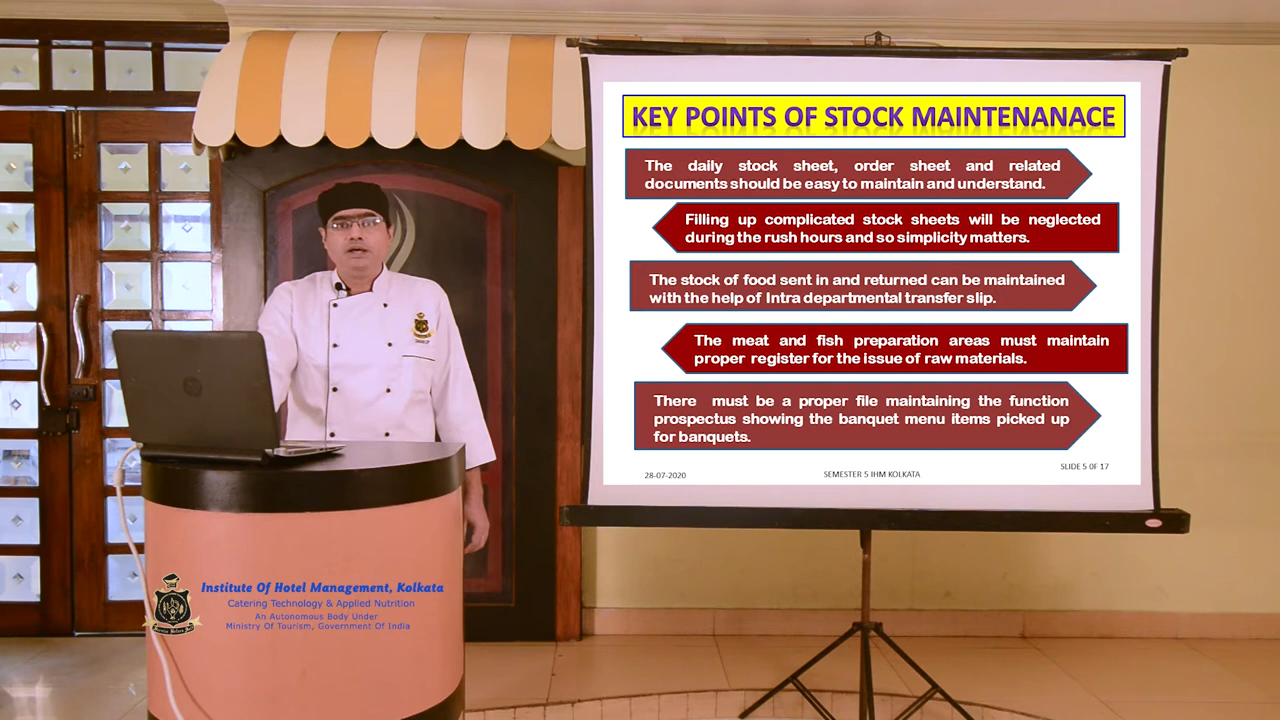 KEY POINTS OF STOCK MAINTENANACE
The daily stock sheet, order sheet and related
documents should be easy to maintain and understand.
Filling up complicated stock sheets will be neglected
during the rush hours and so simplicity matters.
The stock of food sent in and returned can be maintained
with the help of Intra departmental transfer slip.
The meat and fish preparation areas must maintain
proper register for the issue of raw materials.
There must be a proper file maintaining the function
prospectus showing the banquet menu items picked up
for banquets.
28-07-2020
SEMESTER 5 IHM KOLKATA
SLIDE 5 0F 17
Institute Of Hotel Management, Kolkata
Catering Technology & Applied Nutrition
An Autonomous Body Under
Ministry Of Tourism, Government Of India